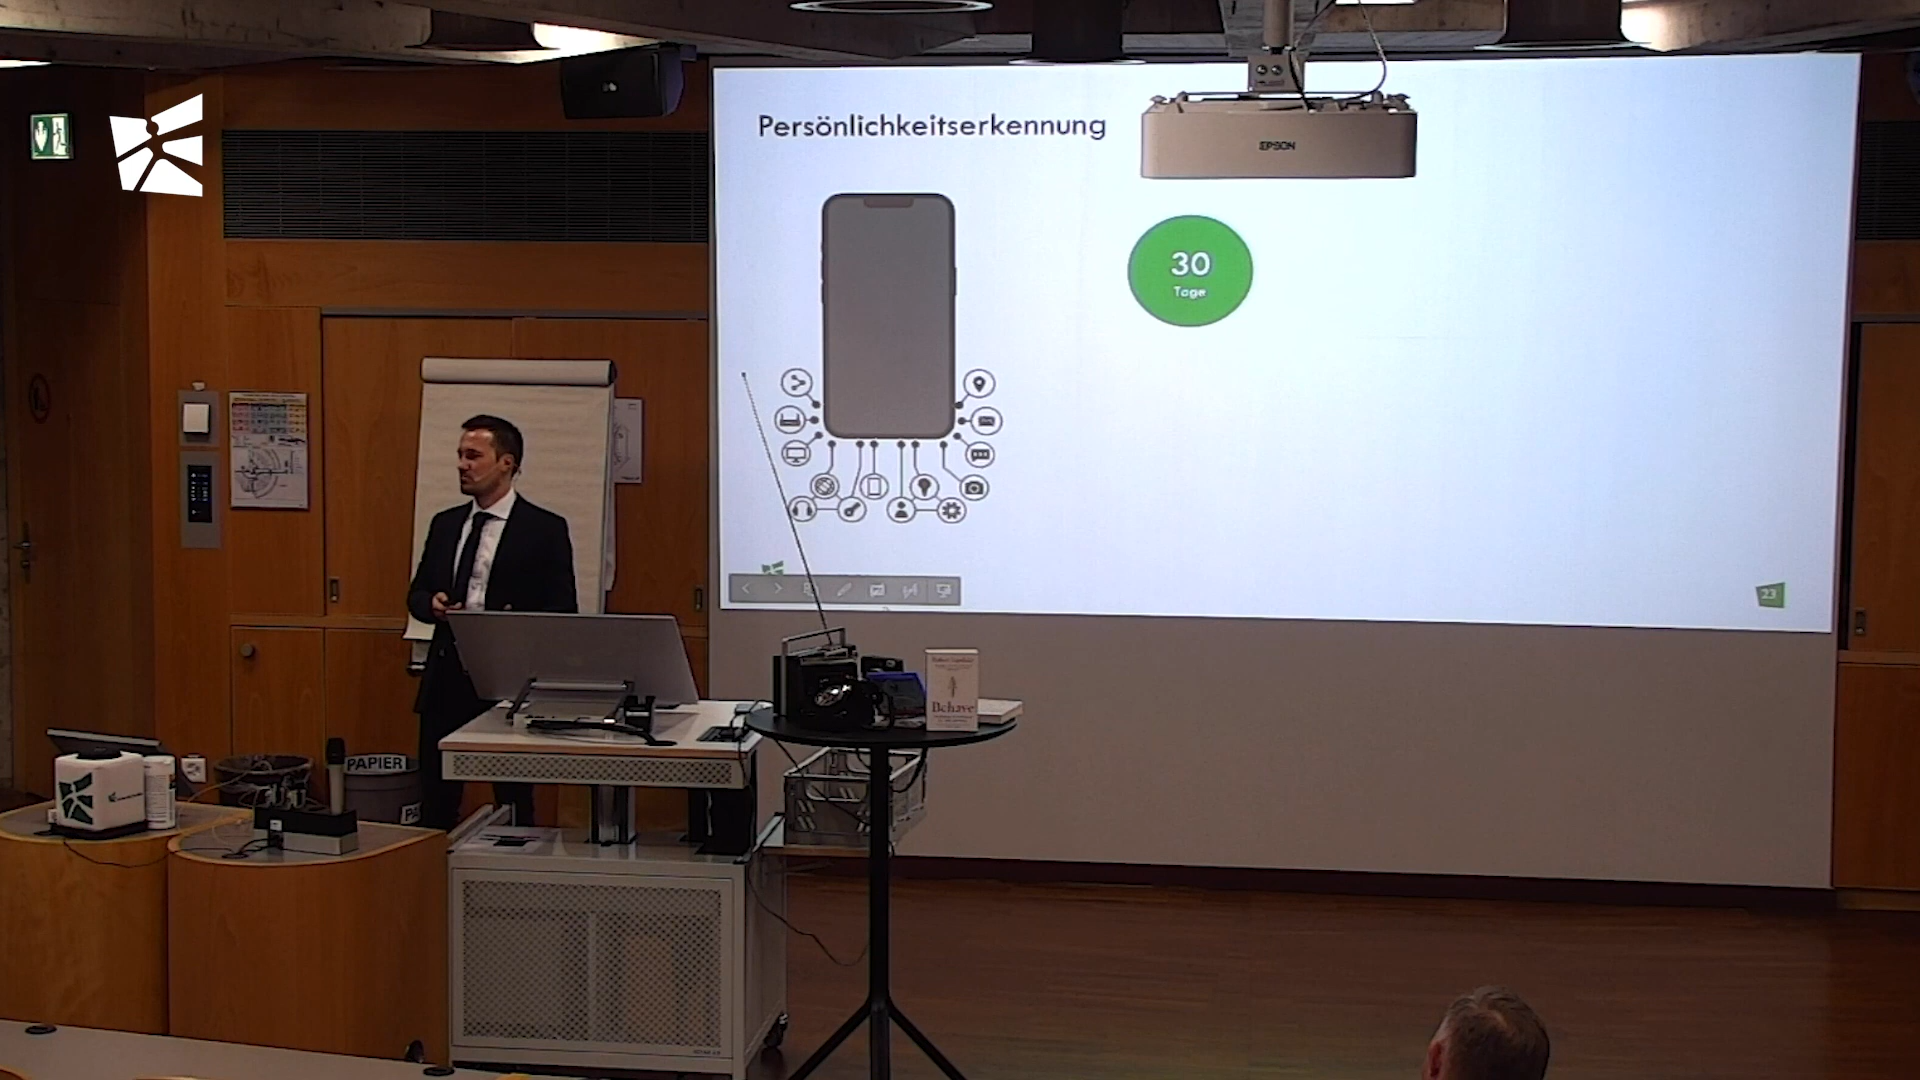 Persönlichkeitserkennung
EPSON
30
Tage
23
Behave
PAPIER